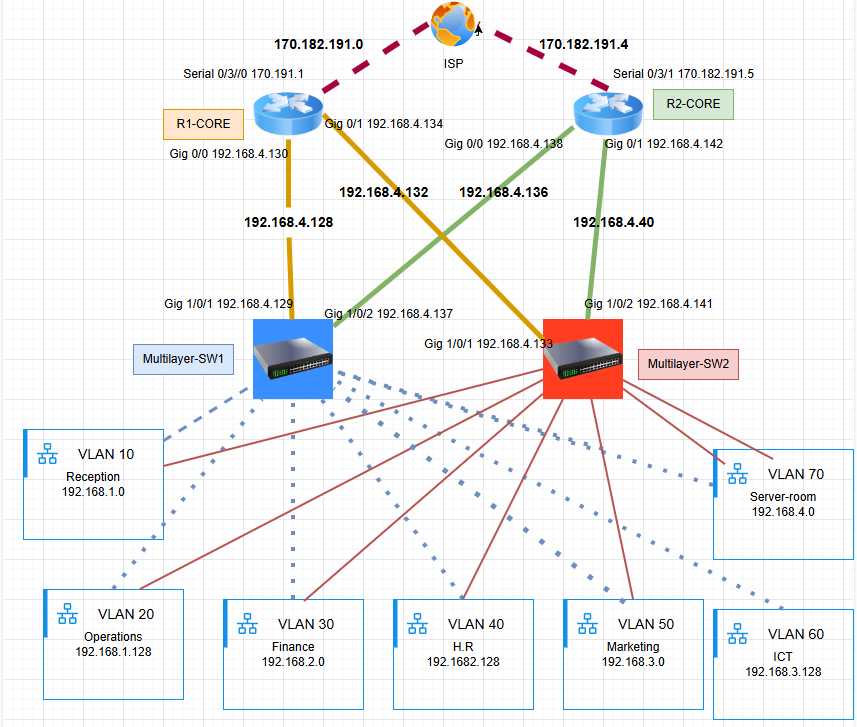 170.182.191.0
170.182.191.4
ISP
Serial 0/3//0 170.191.1
Serial 0/3/1 170.182.191.5
R1-CORE
R2-CORE
Gig 0/1 192.168.4.134
Gig 0/0 192.168.4.138
Gig 0/1 192.168.4.142
Gig 0/0 192.168.4.130
192.168.4.132
192.168.4.136
192.168.4.128
192.168.4.40
Gig 1/0/1 192.168.4.129
Gig 1/0/2 192.168.4.137
Gig 1/0/2 192.168.4.141
Gig 1/0/1 192.168.4.133
Multilayer-SW1
Multilayer-SW2
VLAN 10
Reception
192.168.1.0
VLAN 70
Server-room
192.168.4.0
VLAN 20
Operations
192.168.1.128
VLAN 30
Finance
192.168.2.0
VLAN 40
H.R
192.1682.128
VLAN 50
Marketing
192.168.3.0
VLAN 60
ICT
192.168.3.128